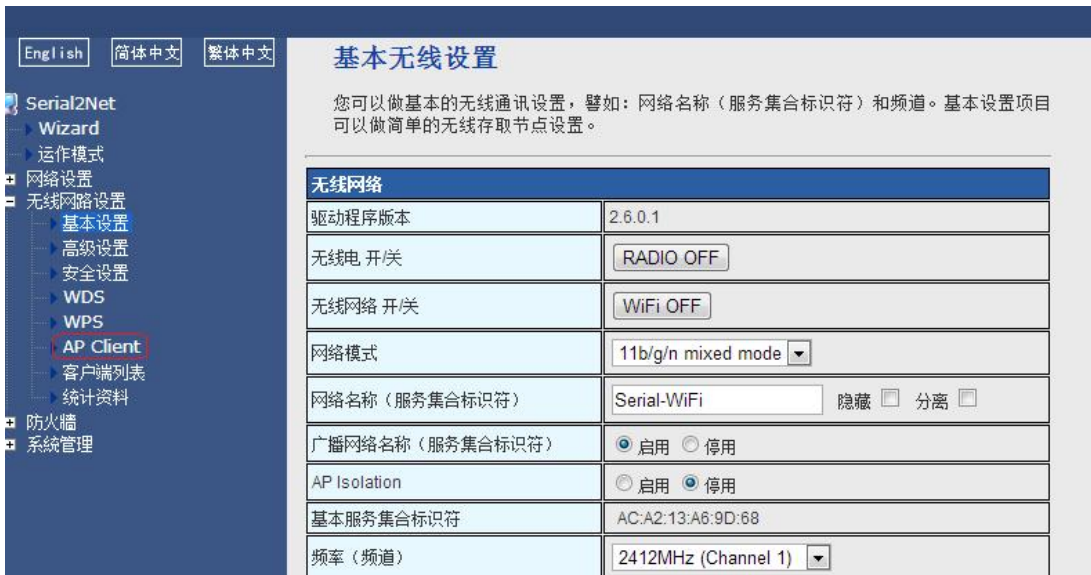 English 简体中文 繁体中文
Serial2Net
Wizard
运作模式
网络设置
无线网路设置
基本设置
高级设置
安全设置
WDS
WPS
AP Client
客户端列表
统计资料
防火牆
系統管理
基本无线设置
您可以做基本的无线通讯设置，譬如：网络名称（服务集合标识符）和频道。基本设置项目
可以做简单的无线存取节点设置。
无线网络
驱动程序版本 2.6.0.1
无线电 开/关 RADIO OFF
无线网络 开/关 WiFi OFF
网络模式 11b/g/n mixed mode
网络名称（服务集合标识符） Serial-WiFi 隐藏 分离
广播网络名称（服务集合标识符） 启用 停用
AP Isolation 启用 停用
基本服务集合标识符 AC:A2:13:A6:9D:68
频率（频道） 2412MHz (Channel 1)